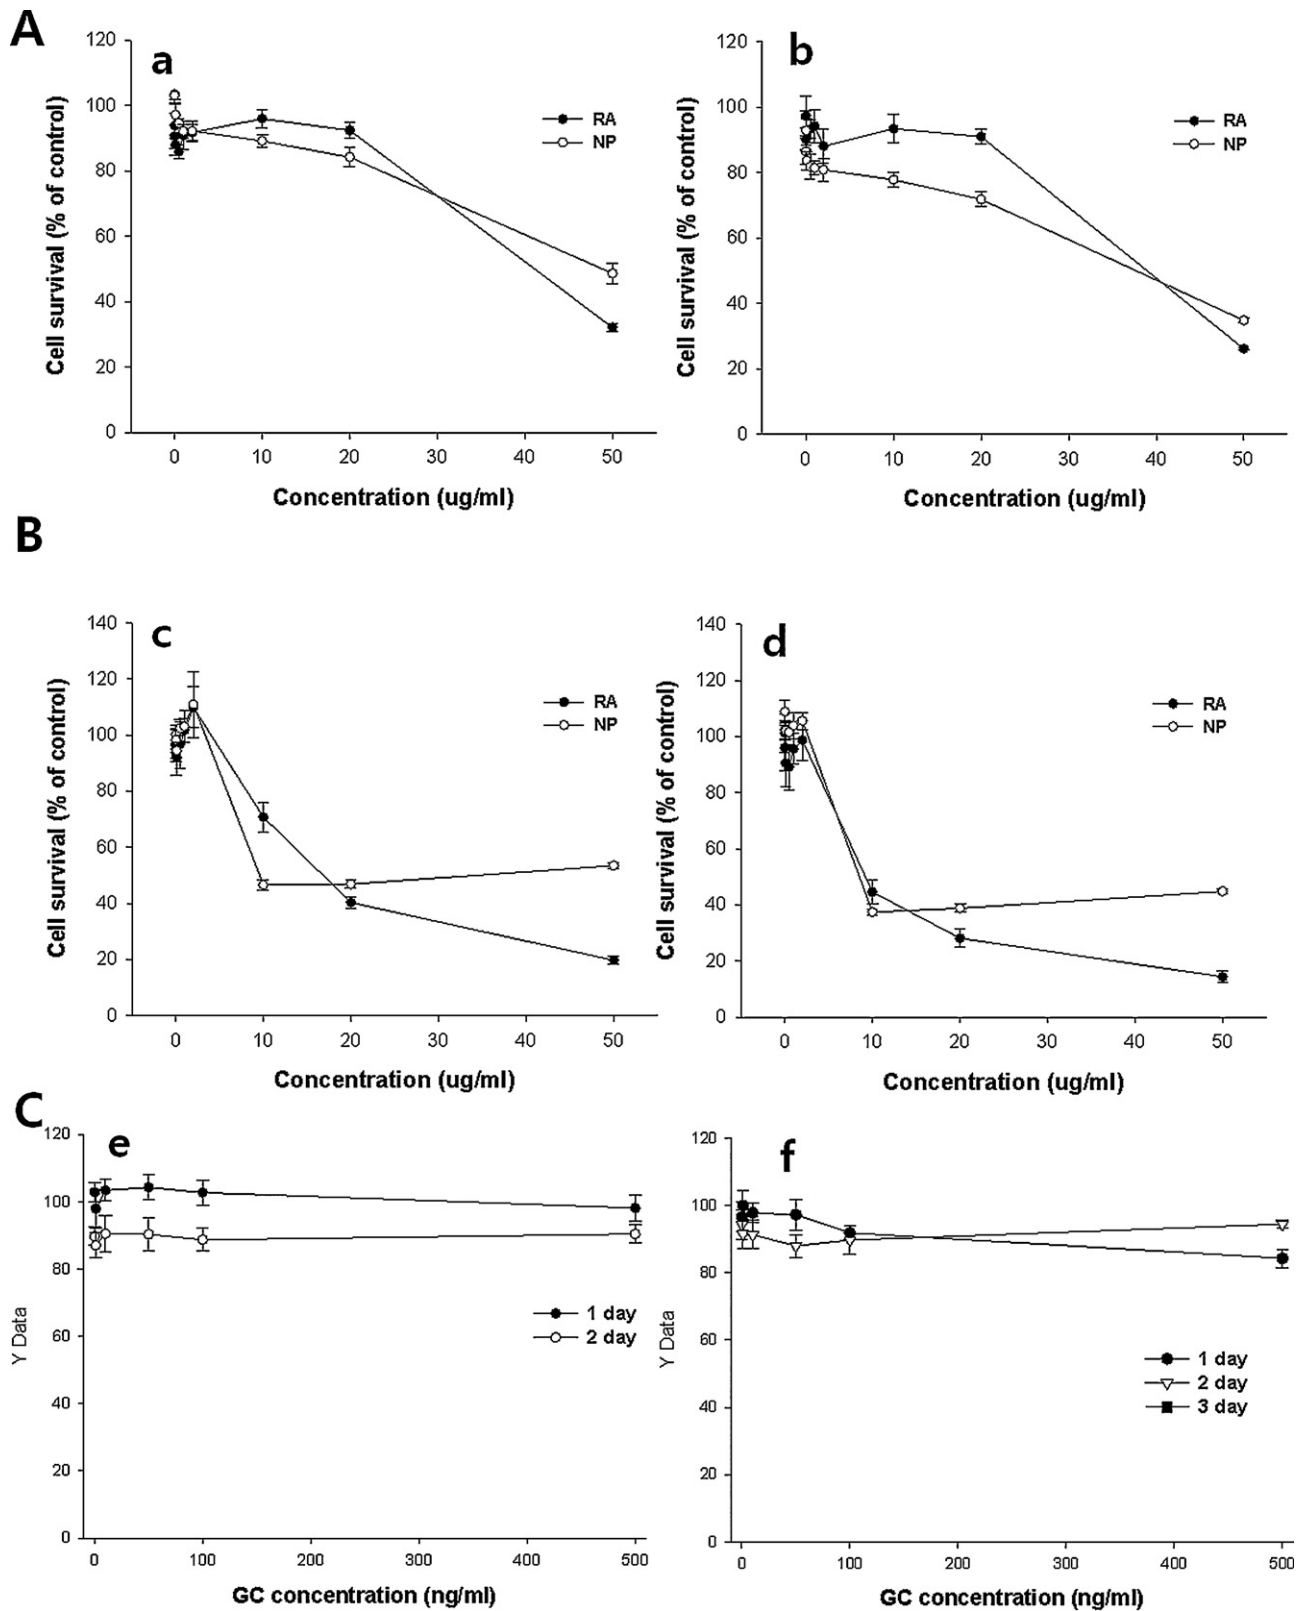 A
a
120
100
80
60
40
20
0
Cell survival (% of control)
RA
NP
0 10 20 30 40 50
Concentration (ug/ml)
b
120
100
80
60
40
20
0
Cell survival (% of control)
RA
NP
0 10 20 30 40 50
Concentration (ug/ml)
B
c
140
120
100
80
60
40
20
0
Cell survival (% of control)
RA
NP
0 10 20 30 40 50
Concentration (ug/ml)
d
140
120
100
80
60
40
20
0
Cell survival (% of control)
RA
NP
0 10 20 30 40 50
Concentration (ug/ml)
C
e
120
100
80
60
40
20
0
Y Data
1 day
2 day
0 100 200 300 400 500
GC concentration (ng/ml)
f
120
100
80
60
40
20
0
Y Data
1 day
2 day
3 day
0 100 200 300 400 500
GC concentration (ng/ml)